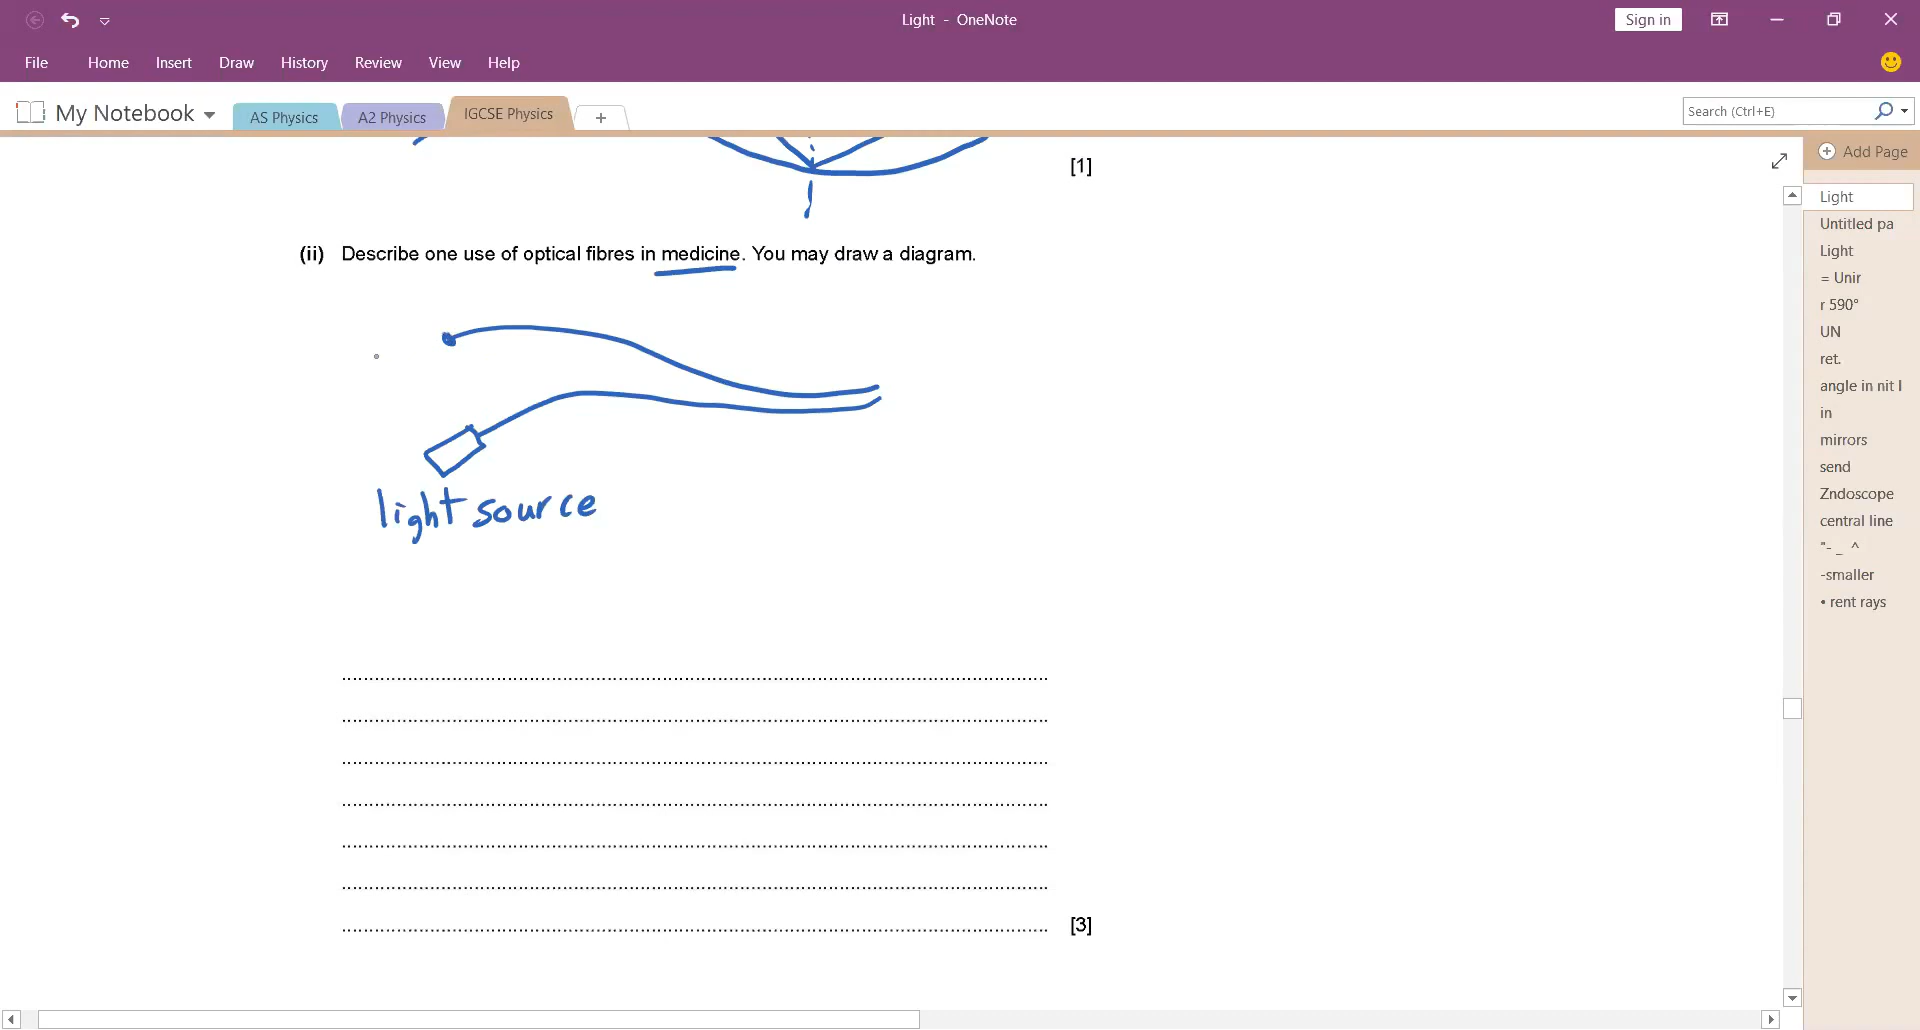 Light - OneNote
Sign in
File Home Insert Draw History Review View Help
My Notebook
AS Physics
A2 Physics
IGCSE Physics
+
Search (Ctrl+E)
Add Page
[1]
(ii) Describe one use of optical fibres in medicine. You may draw a diagram.
light source
[3]
Light
Untitled pa
Light
= Unir
r 590°
UN
ret.
angle in nit I
in
mirrors
send
Zndoscope
central line
"- _ ^
-smaller
• rent rays